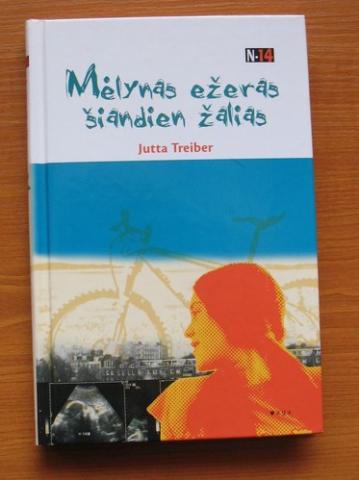 N-14
Mėlynas ežeras
šiandien žalias
Jutta Treiber